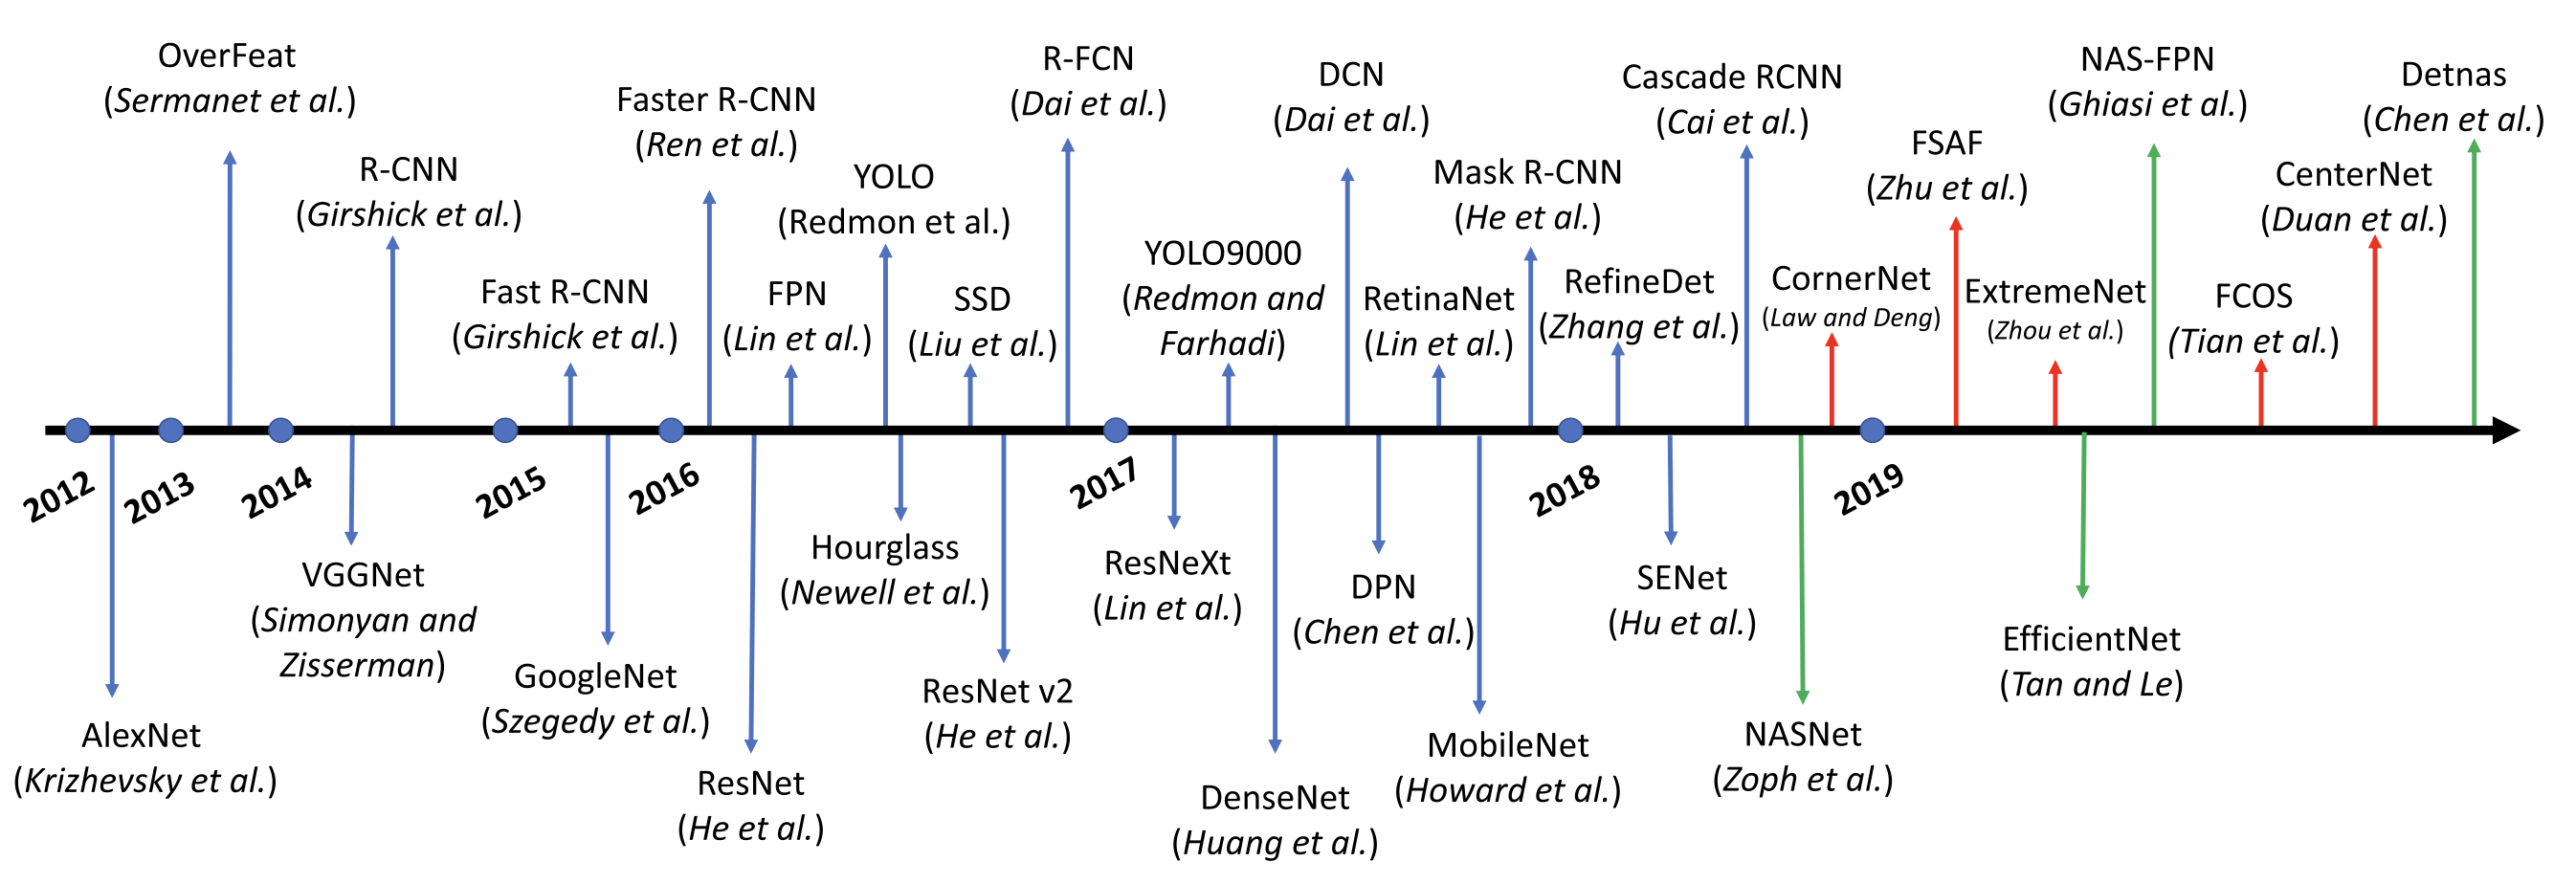 OverFeat
(Sermanet et al.)
R-CNN
(Girshick et al.)
Fast R-CNN
(Girshick et al.)
Faster R-CNN
(Ren et al.)
FPN
(Lin et al.)
YOLO
(Redmon et al.)
SSD
(Liu et al.)
R-FCN
(Dai et al.)
YOLO9000
(Redmon and
Farhadi)
DCN
(Dai et al.)
RetinaNet
(Lin et al.)
Mask R-CNN
(He et al.)
RefineDet
(Zhang et al.)
Cascade RCNN
(Cai et al.)
CornerNet
(Law and Deng)
FSAF
(Zhu et al.)
ExtremeNet
(Zhou et al.)
NAS-FPN
(Ghiasi et al.)
FCOS
(Tian et al.)
CenterNet
(Duan et al.)
Detnas
(Chen et al.)
2012
2013
2014
2015
2016
2017
2018
2019
AlexNet
(Krizhevsky et al.)
VGGNet
(Simonyan and
Zisserman)
GoogleNet
(Szegedy et al.)
ResNet
(He et al.)
Hourglass
(Newell et al.)
ResNet v2
(He et al.)
ResNeXt
(Lin et al.)
DenseNet
(Huang et al.)
DPN
(Chen et al.)
MobileNet
(Howard et al.)
SENet
(Hu et al.)
NASNet
(Zoph et al.)
EfficientNet
(Tan and Le)